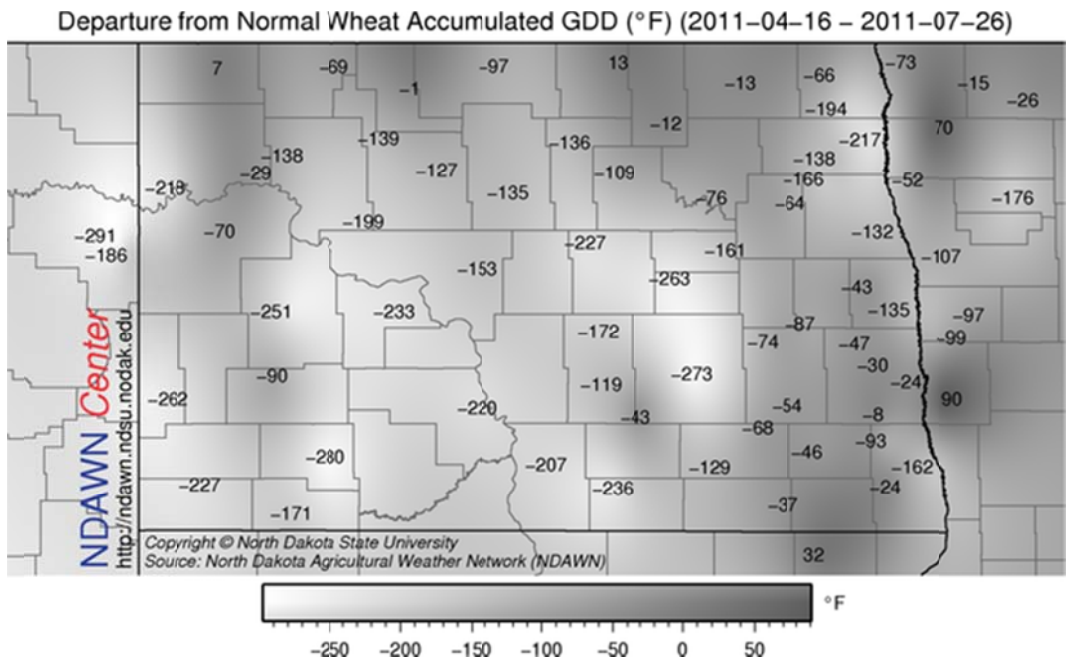 Departure from Normal Wheat Accumulated GDD (°F) (2011−04−16 − 2011−07−26)
7 −69 −97 13 −13 −66 −73 −15
−1 −26
−194
−12 70
−139 −136 −217
−138 −138
−29 −127 −109 −166 −52
−218 −135 −76 −64 −176
−199
−291 −70 −227 −132
−186 −161 −107
−153 −263
−43
−251 −233 −135 −97
−172 −87 −99
−74 −47
−90 −119 −273 −30 −24
−262 −220 −54 90
−43 −8
−68 −93
−280 −207 −129 −46 −162
−227 −236 −24
−171 −37
32
NDAWN Center
http://ndawn.ndsu.nodak.edu
Copyright © North Dakota State University
Source: North Dakota Agricultural Weather Network (NDAWN)
°F
−250 −200 −150 −100 −50 0 50